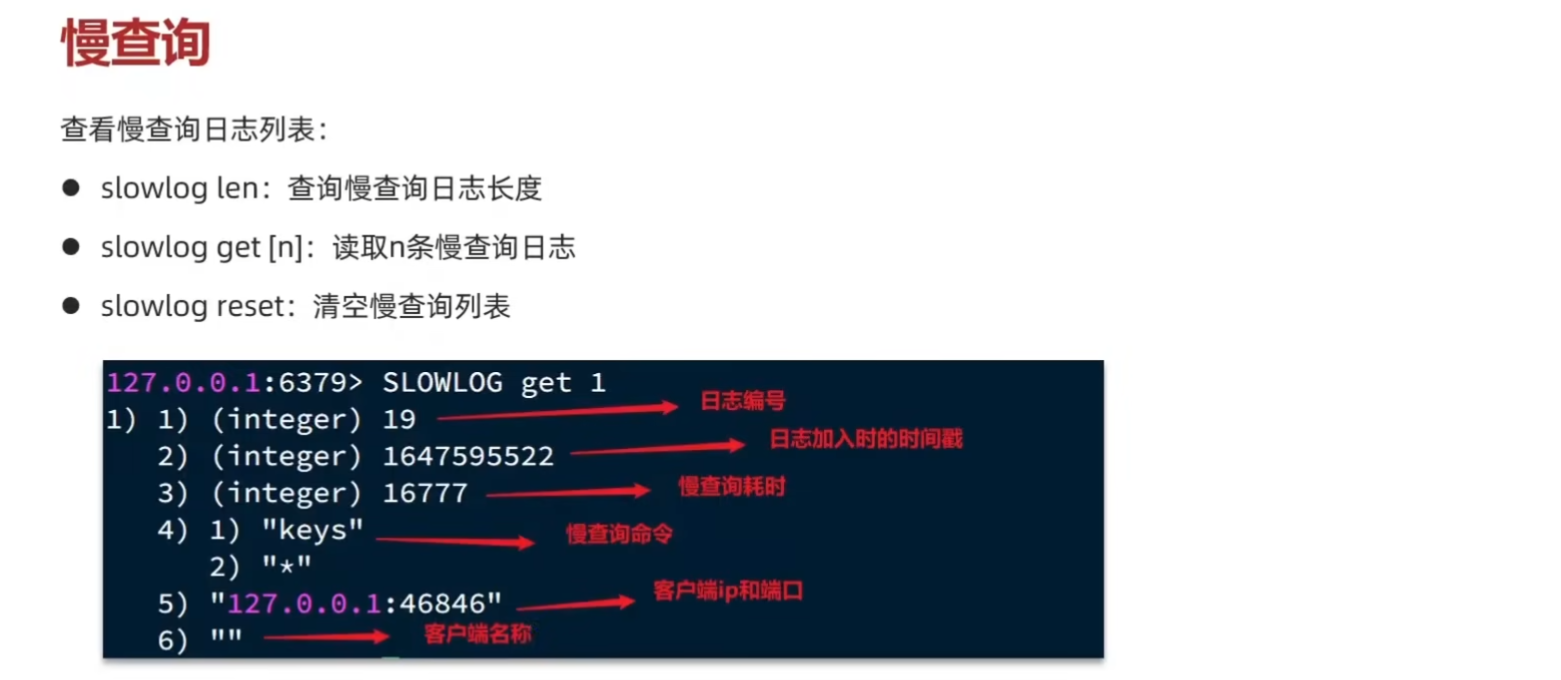 慢查询
查看慢查询日志列表：
● slowlog len：查询慢查询日志长度
● slowlog get [n]：读取n条慢查询日志
● slowlog reset：清空慢查询列表
127.0.0.1:6379> SLOWLOG get 1
1) 1) (integer) 19 日志编号
2) (integer) 1647595522 日志加入时的时间戳
3) (integer) 16777 慢查询耗时
4) 1) "keys" 慢查询命令
2) "*"
5) "127.0.0.1:46846" 客户端ip和端口
6) "" 客户端名称